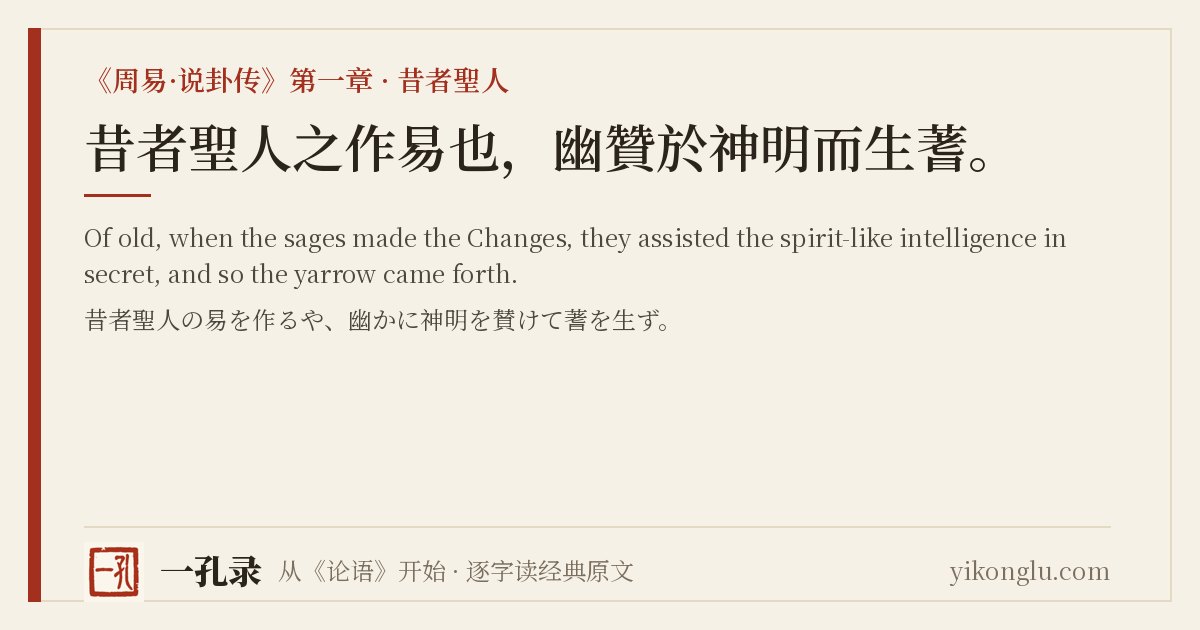 《周易·说卦传》第一章 · 昔者聖人
昔者聖人之作易也，幽贊於神明而生蓍。
Of old, when the sages made the Changes, they assisted the spirit-like intelligence in
secret, and so the yarrow came forth.
昔者聖人の易を作るや、幽かに神明を賛けて蓍を生ず。
一孔
一孔录 从《论语》开始 · 逐字读经典原文 yikonglu.com